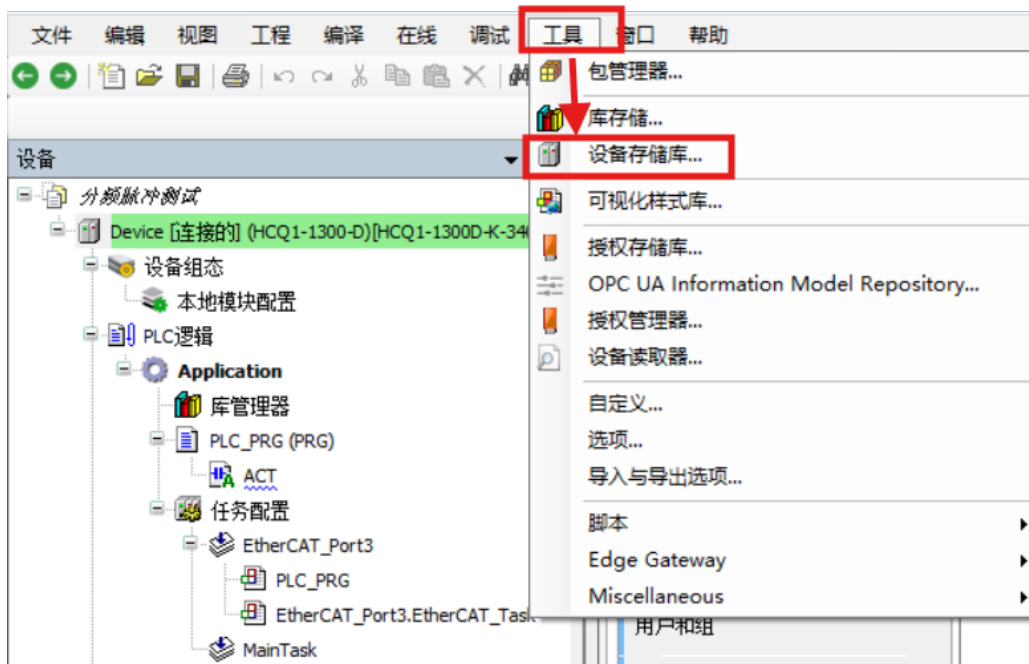 文件 编辑 视图 工程 编译 在线 调试 工具 窗口 帮助
包管理器...
库存储...
设备存储库...
可视化样式库...
授权存储库...
OPC UA Information Model Repository...
授权管理器...
设备读取器...
自定义...
选项...
导入与导出选项...
脚本
Edge Gateway
Miscellaneous
用户和组
设备
分频脉冲测试
Device [连接的] (HCQ1-1300-D)[HCQ1-1300D-K-34
设备组态
本地模块配置
PLC逻辑
Application
库管理器
PLC_PRG (PRG)
ACT
任务配置
EtherCAT_Port3
PLC_PRG
EtherCAT_Port3.EtherCAT_Task
MainTask